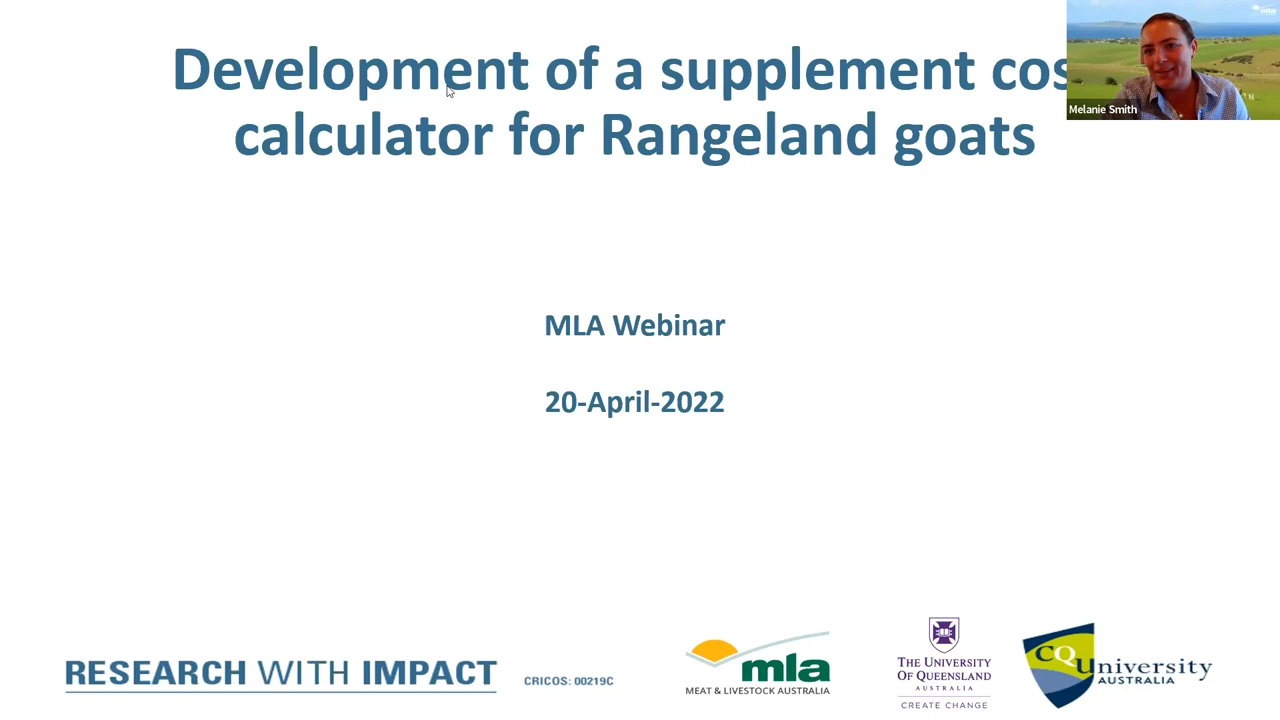 Development of a supplement cos
calculator for Rangeland goats
mla
Melanie Smith
MLA Webinar
20-April-2022
RESEARCH WITH IMPACT
CRICOS: 00219C
mla
MEAT & LIVESTOCK AUSTRALIA
THE UNIVERSITY
OF QUEENSLAND
AUSTRALIA
CREATE CHANGE
CQUniversity
AUSTRALIA